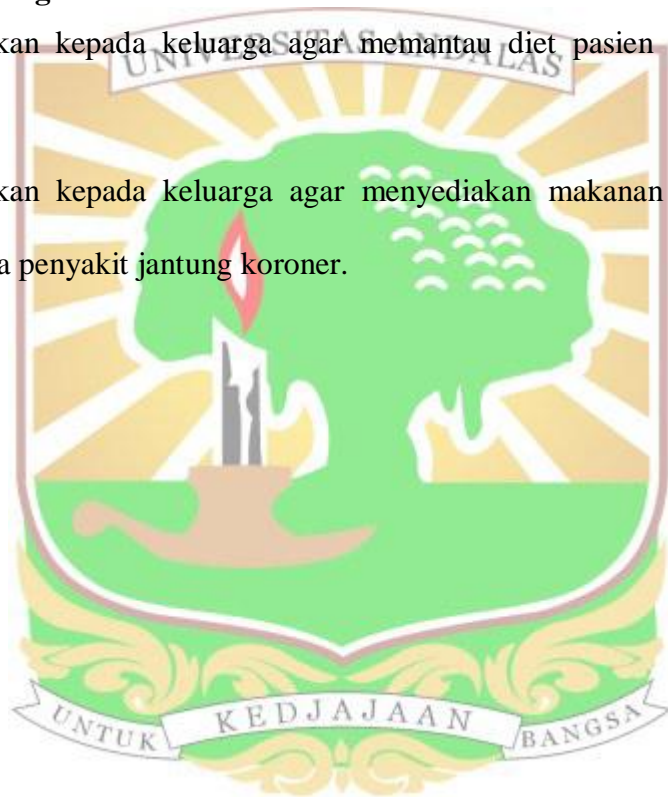 UNIVERSITAS ANDALAS
kan kepada keluarga agar memantau diet pasien
kan kepada keluarga agar menyediakan makanan
a penyakit jantung koroner.
UNTUK KEDJAJAAN BANGSA